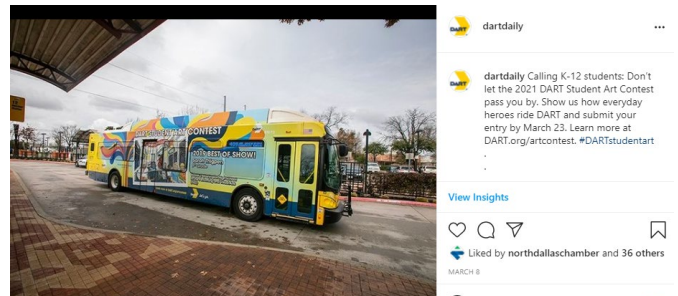 dartdaily
dartdaily Calling K-12 students: Don't
let the 2021 DART Student Art Contest
pass you by. Show us how everyday
heroes ride DART and submit your
entry by March 23. Learn more at
DART.org/artcontest. #DARTstudentart
.
.
View Insights
Liked by northdallaschamber and 36 others
MARCH 8
DART STUDENT ART CONTEST
2019 BEST OF SHOW!